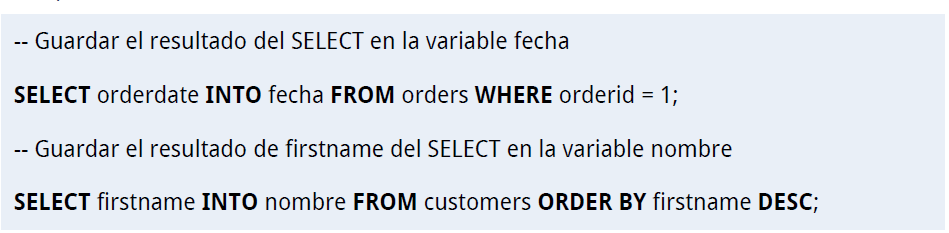 -- Guardar el resultado del SELECT en la variable fecha
SELECT orderdate INTO fecha FROM orders WHERE orderid = 1;
-- Guardar el resultado de firstname del SELECT en la variable nombre
SELECT firstname INTO nombre FROM customers ORDER BY firstname DESC;